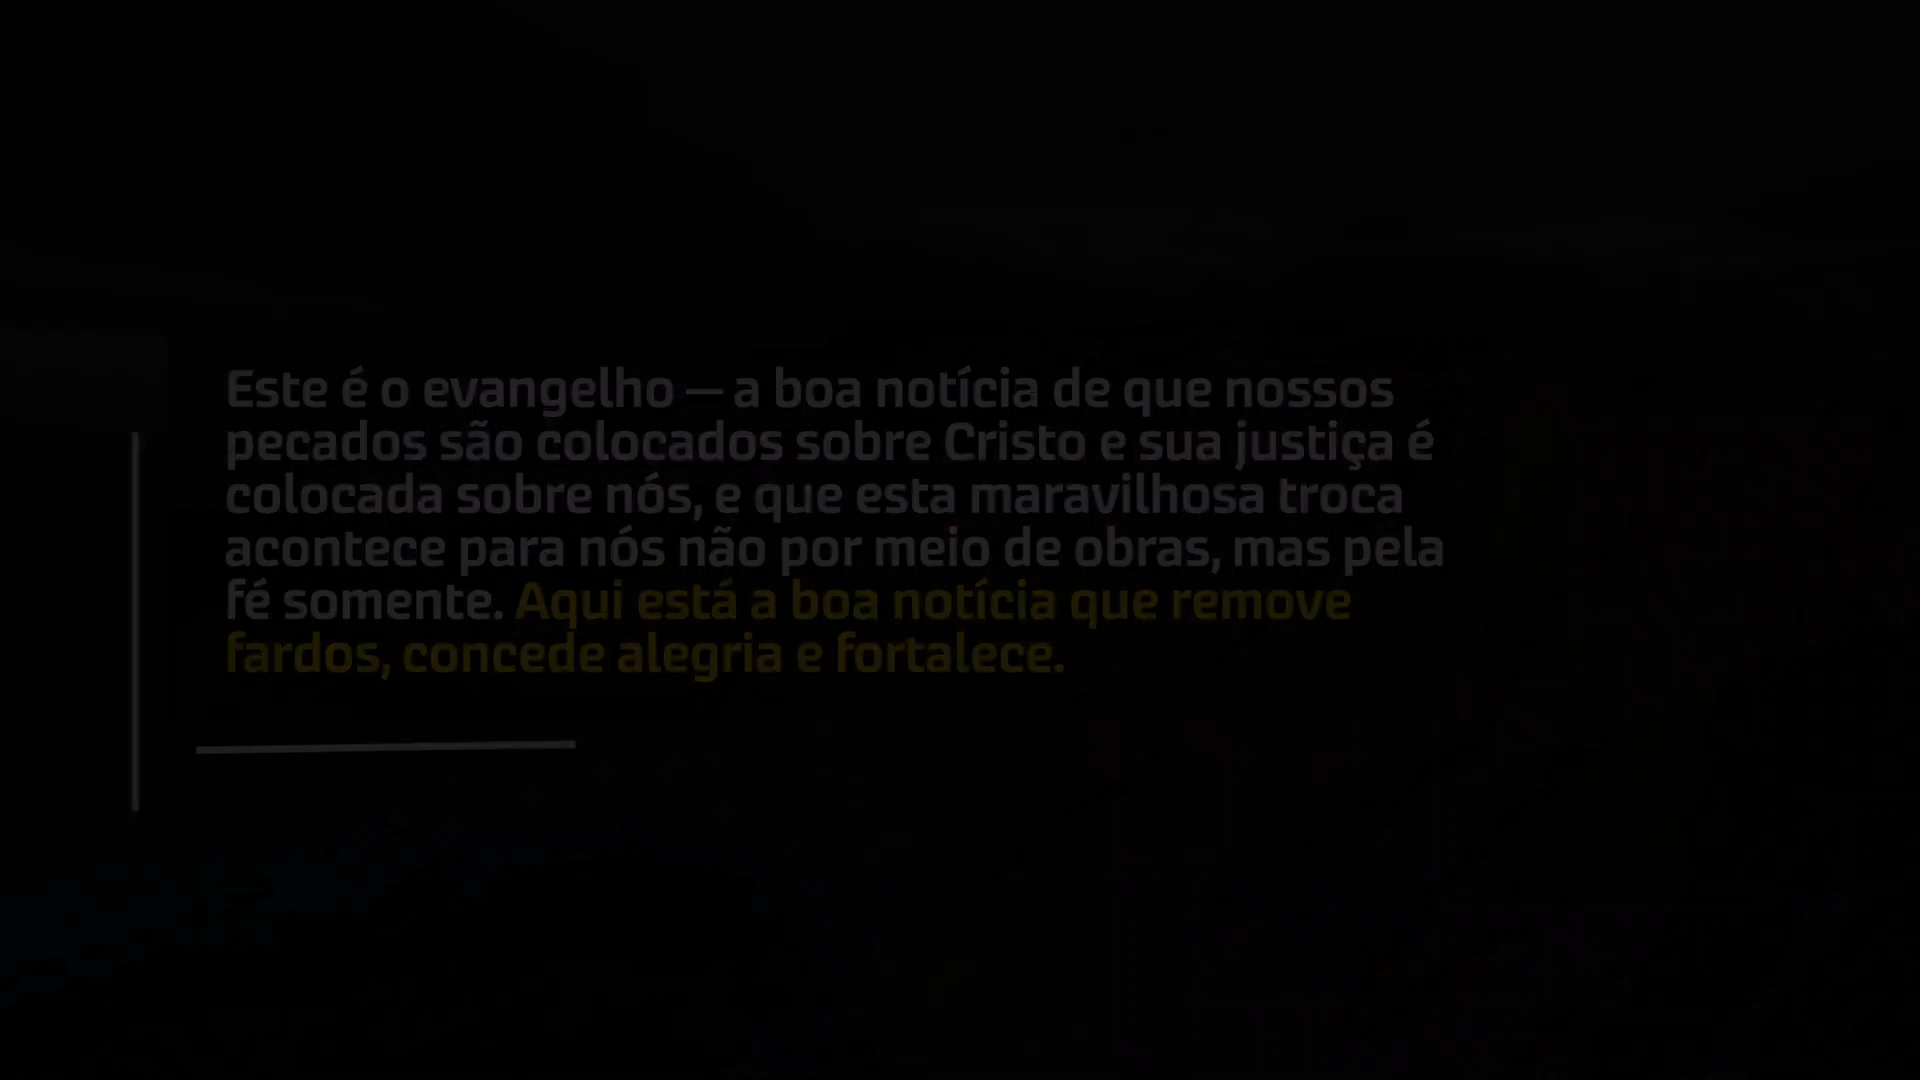 Este é o evangelho — a boa notícia de que nossos
pecados são colocados sobre Cristo e sua justiça é
colocada sobre nós, e que esta maravilhosa troca
acontece para nós não por meio de obras, mas pela
fé somente. Aqui está a boa notícia que remove
fardos, concede alegria e fortalece.